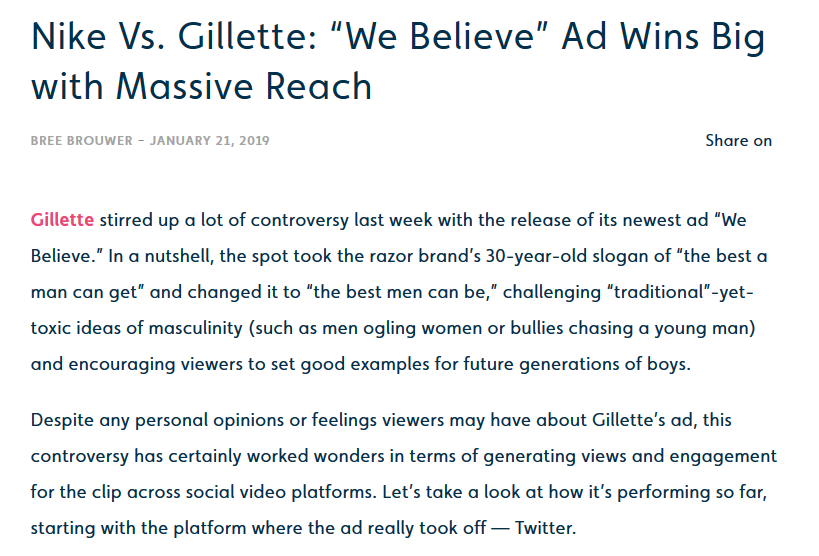 Nike Vs. Gillette: “We Believe” Ad Wins Big
with Massive Reach
BREE BROUWER – JANUARY 21, 2019
Share on
Gillette stirred up a lot of controversy last week with the release of its newest ad “We
Believe.” In a nutshell, the spot took the razor brand’s 30-year-old slogan of “the best a
man can get” and changed it to “the best men can be,” challenging “traditional”-yet-
toxic ideas of masculinity (such as men ogling women or bullies chasing a young man)
and encouraging viewers to set good examples for future generations of boys.
Despite any personal opinions or feelings viewers may have about Gillette’s ad, this
controversy has certainly worked wonders in terms of generating views and engagement
for the clip across social video platforms. Let’s take a look at how it’s performing so far,
starting with the platform where the ad really took off — Twitter.